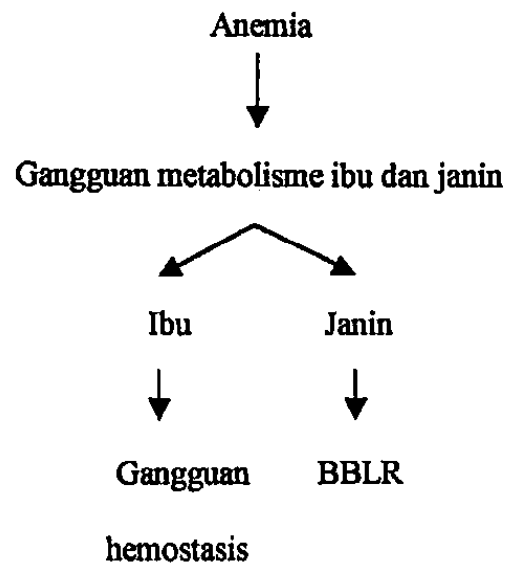 Anemia
Gangguan metabolisme ibu dan janin
Ibu Janin
Gangguan BBLR
hemostasis